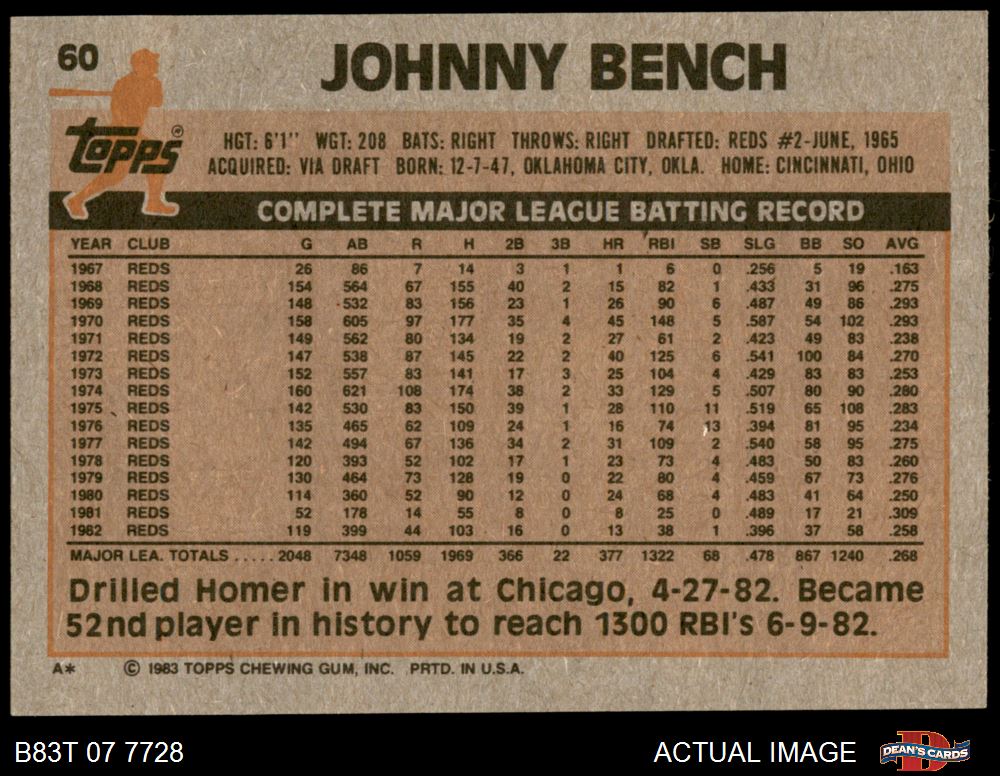 60
JOHNNY BENCH
Topps ®
HGT: 6'1'' WGT: 208 BATS: RIGHT THROWS: RIGHT DRAFTED: REDS #2-JUNE, 1965
ACQUIRED: VIA DRAFT BORN: 12-7-47, OKLAHOMA CITY, OKLA. HOME: CINCINNATI, OHIO
COMPLETE MAJOR LEAGUE BATTING RECORD
YEAR CLUB G AB R H 2B 3B HR RBI SB SLG BB SO AVG
1967 REDS 26 86 7 14 3 1 1 6 0 .256 5 19 .163
1968 REDS 154 564 67 155 40 2 15 82 1 .433 31 96 .275
1969 REDS 148 532 83 156 23 1 26 90 6 .487 49 86 .293
1970 REDS 158 605 97 177 35 4 45 148 5 .587 54 102 .293
1971 REDS 149 562 80 134 19 2 27 61 2 .423 49 83 .238
1972 REDS 147 538 87 145 22 2 40 125 6 .541 100 84 .270
1973 REDS 152 557 83 141 17 3 25 104 4 .429 83 83 .253
1974 REDS 160 621 108 174 38 2 33 129 5 .507 80 90 .280
1975 REDS 142 530 83 150 39 1 28 110 11 .519 65 108 .283
1976 REDS 135 465 62 109 24 1 16 74 13 .394 81 95 .234
1977 REDS 142 494 67 136 34 2 31 109 2 .540 58 95 .275
1978 REDS 120 393 52 102 17 1 23 73 4 .483 50 83 .260
1979 REDS 130 464 73 128 19 0 22 80 4 .459 67 73 .276
1980 REDS 114 360 52 90 12 0 24 68 4 .483 41 64 .250
1981 REDS 52 178 14 55 8 0 8 25 0 .489 17 21 .309
1982 REDS 119 399 44 103 16 0 13 38 1 .396 37 58 .258
MAJOR LEA. TOTALS ..... 2048 7348 1059 1969 366 22 377 1322 68 .478 867 1240 .268
Drilled Homer in win at Chicago, 4-27-82. Became
52nd player in history to reach 1300 RBI's 6-9-82.
A* © 1983 TOPPS CHEWING GUM, INC. PRTD. IN U.S.A.
B83T 07 7728 ACTUAL IMAGE D DEAN'S CARDS